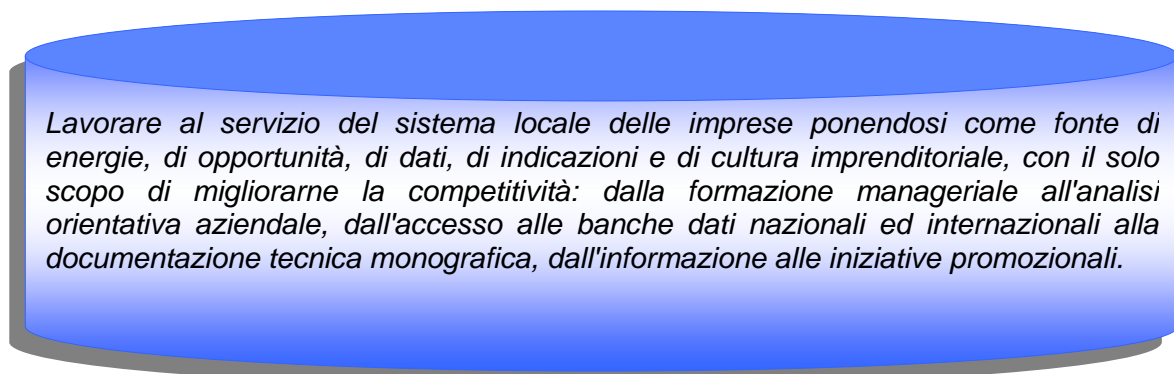 Lavorare al servizio del sistema locale delle imprese ponendosi come fonte di
energie, di opportunità, di dati, di indicazioni e di cultura imprenditoriale, con il solo
scopo di migliorarne la competitività: dalla formazione manageriale all'analisi
orientativa aziendale, dall'accesso alle banche dati nazionali ed internazionali alla
documentazione tecnica monografica, dall'informazione alle iniziative promozionali.